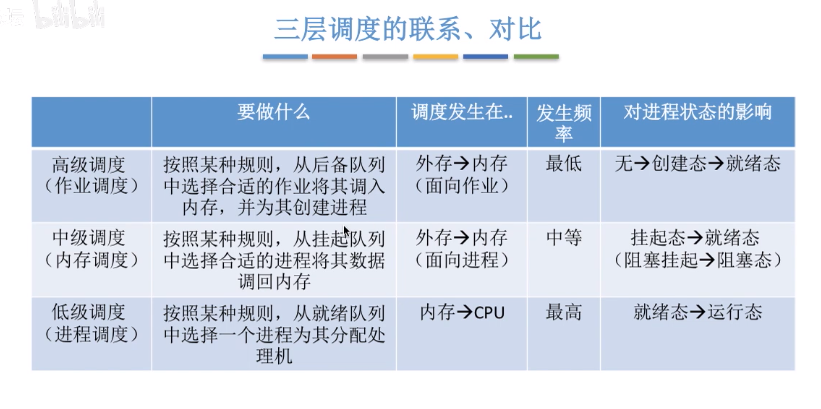 bilibili
三层调度的联系、对比
要做什么
调度发生在..
发生频
率
对进程状态的影响
高级调度
（作业调度）
按照某种规则，从后备队列
中选择合适的作业将其调入
内存，并为其创建进程
外存→内存
（面向作业）
最低
无→创建态→就绪态
中级调度
（内存调度）
按照某种规则，从挂起队列
中选择合适的进程将其数据
调回内存
外存→内存
（面向进程）
中等
挂起态→就绪态
（阻塞挂起→阻塞态）
低级调度
（进程调度）
按照某种规则，从就绪队列
中选择一个进程为其分配处
理机
内存→CPU
最高
就绪态→运行态